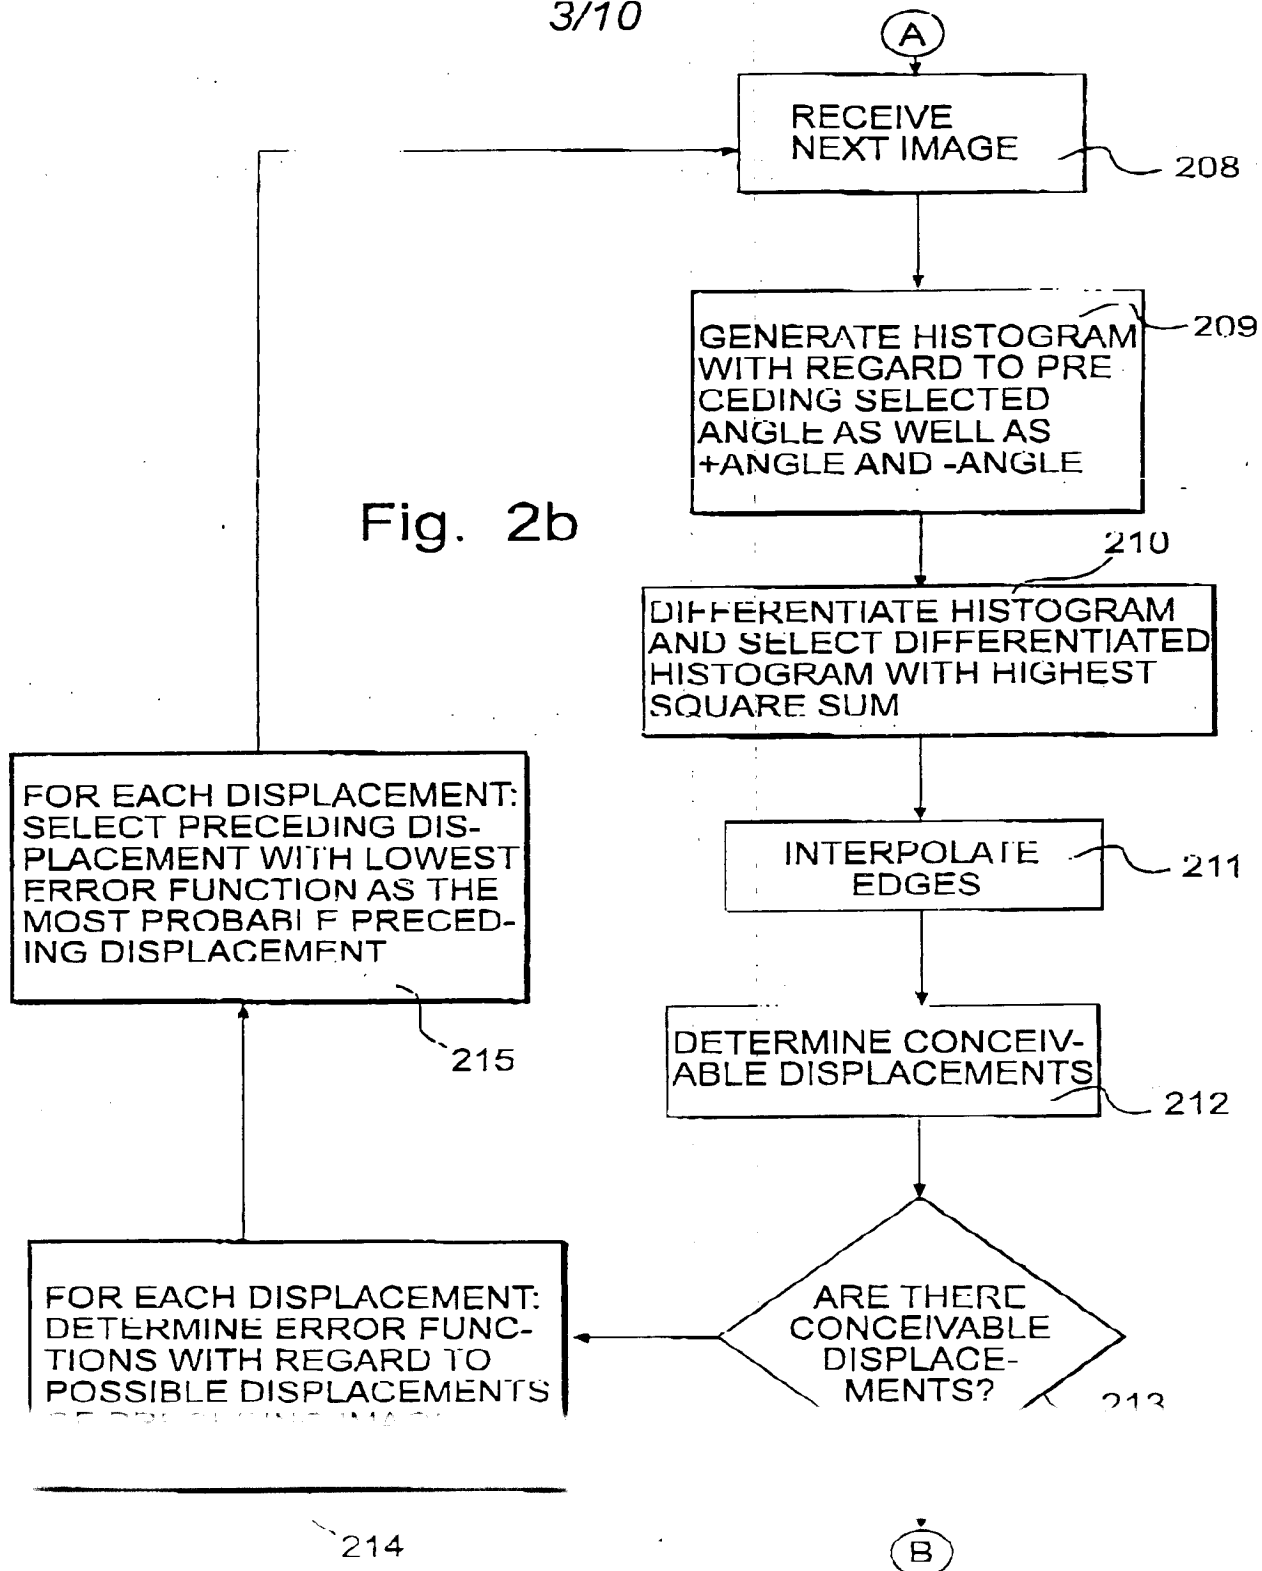 3/10
A
RECEIVE
NEXT IMAGE
208
209
GENERATE HISTOGRAM
WITH REGARD TO PRE
CEDING SELECTED
ANGLE AS WELL AS
+ANGLE AND -ANGLE
Fig. 2b
210
DIFFERENTIATE HISTOGRAM
AND SELECT DIFFERENTIATED
HISTOGRAM WITH HIGHEST
SQUARE SUM
FOR EACH DISPLACEMENT:
SELECT PRECEDING DIS-
PLACEMENT WITH LOWEST
ERROR FUNCTION AS THE
MOST PROBABLE PRECED-
ING DISPLACEMENT
215
INTERPOLATE
EDGES
211
DETERMINE CONCEIV-
ABLE DISPLACEMENTS
212
FOR EACH DISPLACEMENT:
DETERMINE ERROR FUNC-
TIONS WITH REGARD TO
POSSIBLE DISPLACEMENTS
ARE THERE
CONCEIVABLE
DISPLACE-
MENTS?
213
214
B